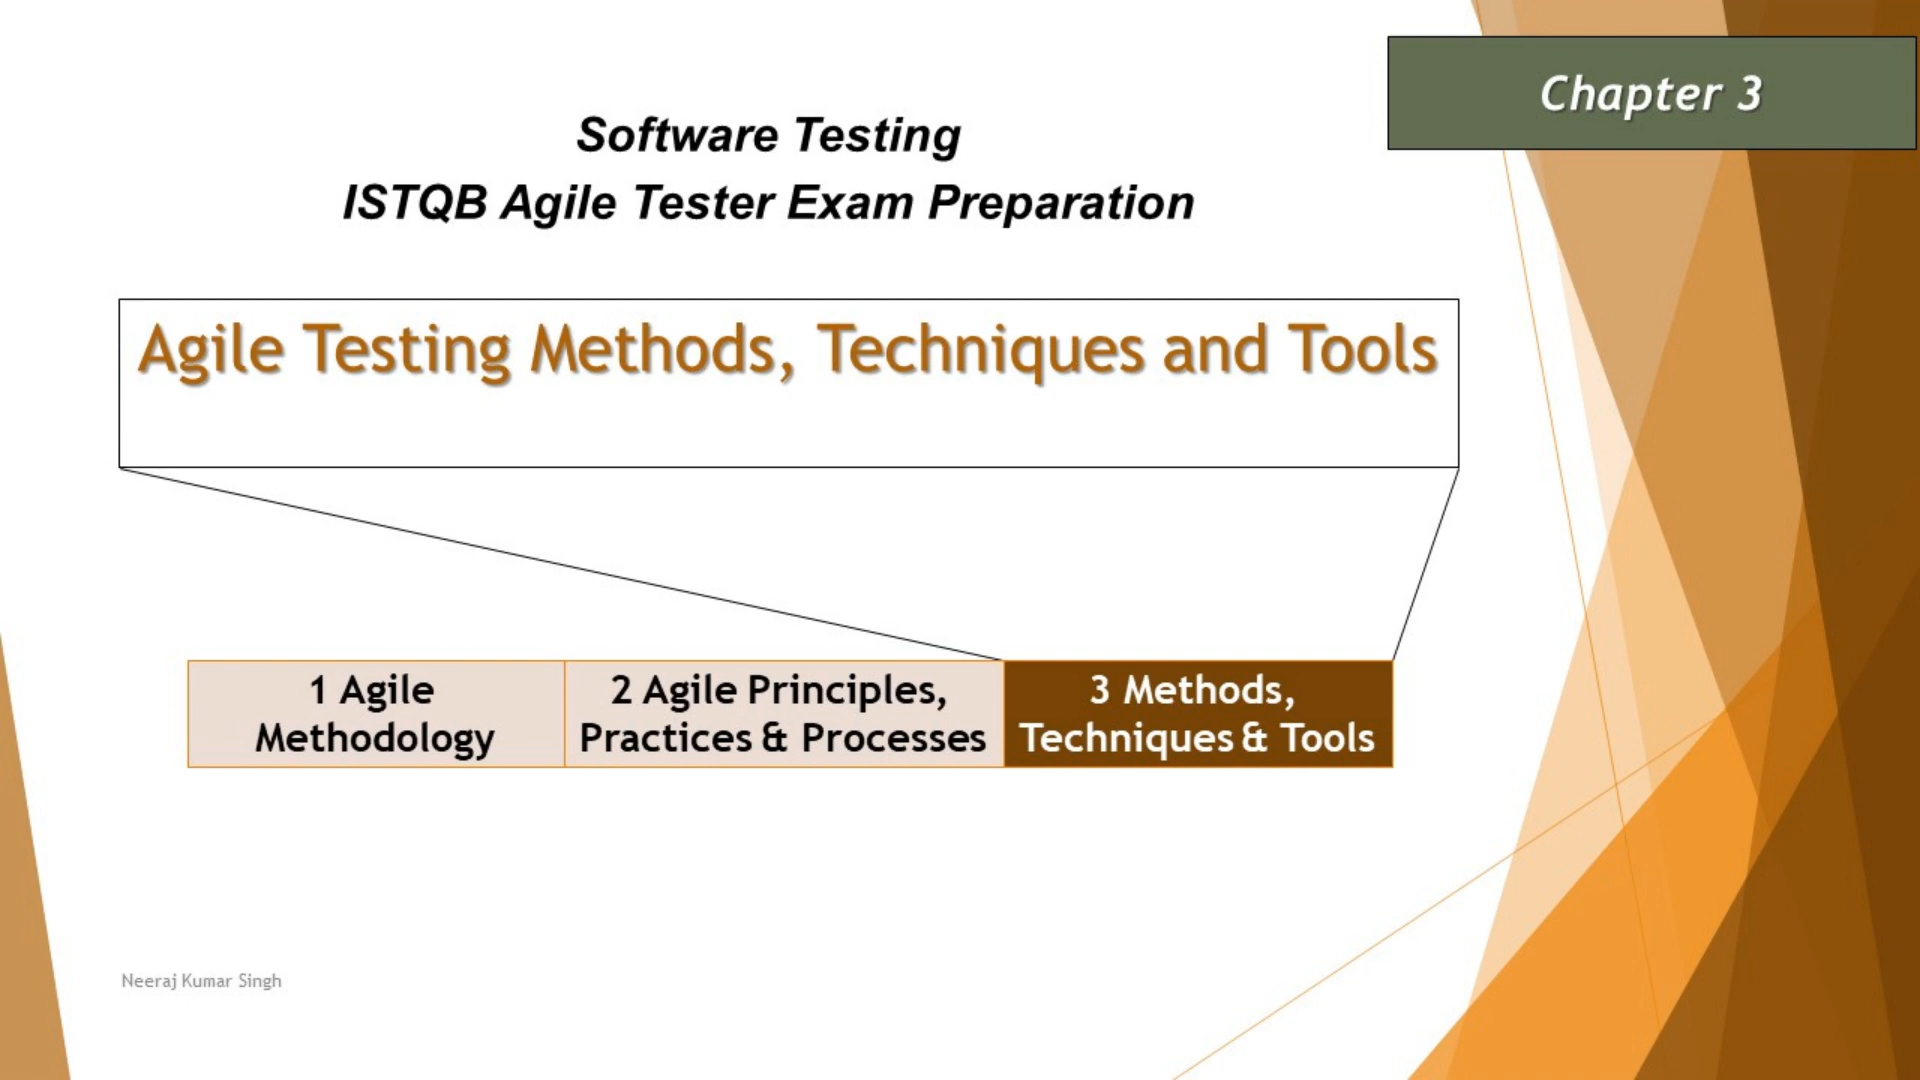 Chapter 3
Software Testing
ISTQB Agile Tester Exam Preparation
Agile Testing Methods, Techniques and Tools
1 Agile
Methodology
2 Agile Principles,
Practices & Processes
3 Methods,
Techniques & Tools
Neeraj Kumar Singh